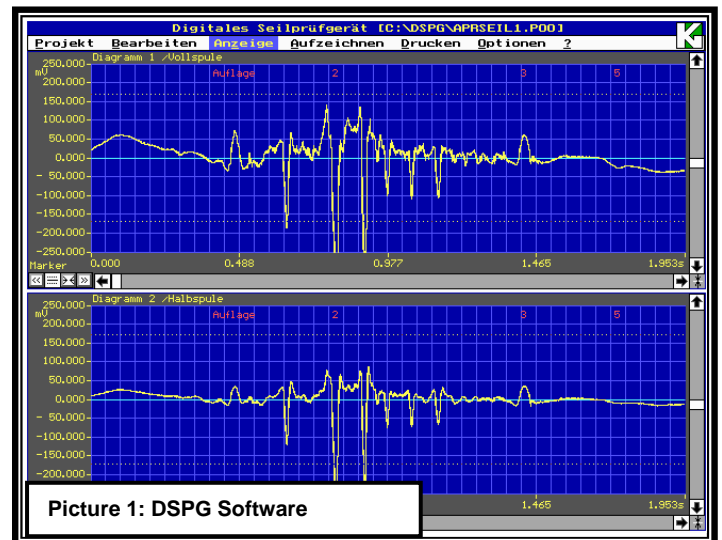 Digitales Seilprüfgerät [C:\DSPG\APRSEIL1.P00]
Projekt Bearbeiten Anzeige Aufzeichnen Drucken Optionen ?
250.000 Diagramm 1 /Vollspule
mV
200.000 Auflage 2 3 5
150.000
100.000
50.000
0.000
- 50.000
-100.000
-150.000
-200.000
-250.000
Marker 0.000 0.488 0.977 1.465 1.953s
250.000 Diagramm 2 /Halbspule
mV Auflage 2 3 5
200.000
150.000
100.000
50.000
0.000
- 50.000
-100.000
-150.000
-200.000
Picture 1: DSPG Software 1.465 1.953s